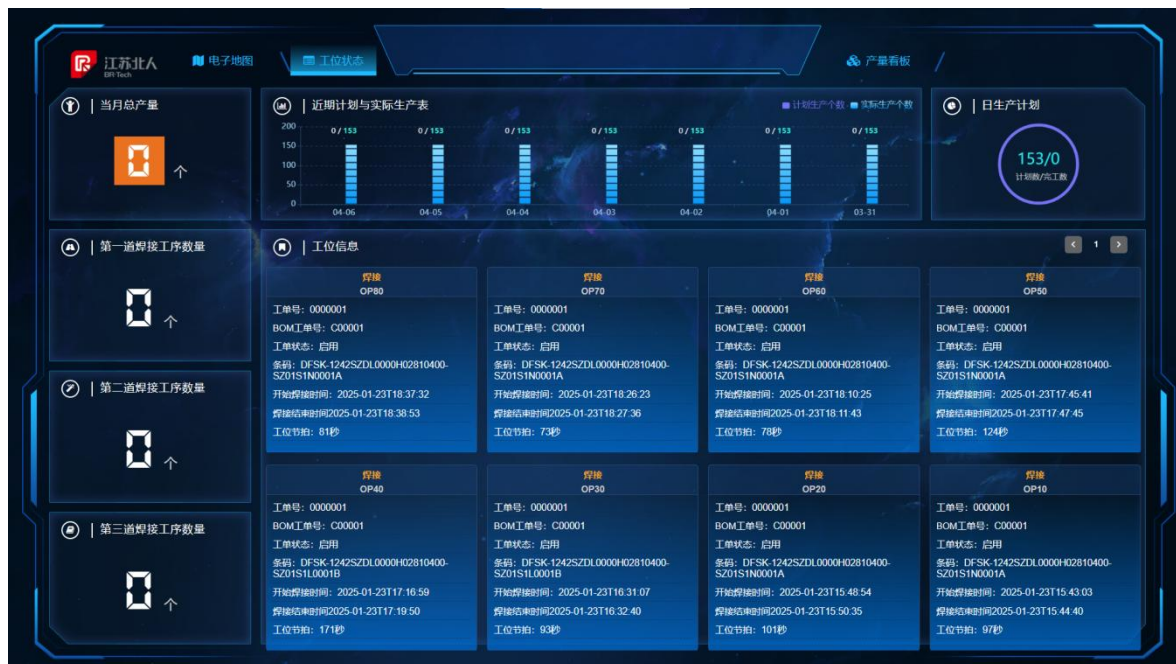 江苏北人
BR-Tech
电子地图
工位状态
产量看板
当月总产量
0 个
近期计划与实际生产表
计划生产个数 实际生产个数
200
150
100
50
0
0/153 0/153 0/153 0/153 0/153 0/153 0/153
04-06 04-05 04-04 04-03 04-02 04-01 03-31
日生产计划
153/0
计划数/完工数
第一道焊接工序数量
0 个
第二道焊接工序数量
0 个
第三道焊接工序数量
0 个
工位信息
1
焊接
OP80
工单号：0000001
BOM工单号：C00001
工单状态：启用
条码：DFSK-1242SZDL0000H02810400-
SZ01S1N0001A
开始焊接时间：2025-01-23T18:37:32
焊接结束时间2025-01-23T18:38:53
工位节拍：81秒
焊接
OP70
工单号：0000001
BOM工单号：C00001
工单状态：启用
条码：DFSK-1242SZDL0000H02810400-
SZ01S1N0001A
开始焊接时间：2025-01-23T18:26:23
焊接结束时间2025-01-23T18:27:36
工位节拍：73秒
焊接
OP60
工单号：0000001
BOM工单号：C00001
工单状态：启用
条码：DFSK-1242SZDL0000H02810400-
SZ01S1N0001A
开始焊接时间：2025-01-23T18:10:25
焊接结束时间2025-01-23T18:11:43
工位节拍：78秒
焊接
OP50
工单号：0000001
BOM工单号：C00001
工单状态：启用
条码：DFSK-1242SZDL0000H02810400-
SZ01S1N0001A
开始焊接时间：2025-01-23T17:45:41
焊接结束时间2025-01-23T17:47:45
工位节拍：124秒
焊接
OP40
工单号：0000001
BOM工单号：C00001
工单状态：启用
条码：DFSK-1242SZDL0000H02810400-
SZ01S1L0001B
开始焊接时间：2025-01-23T17:16:59
焊接结束时间2025-01-23T17:19:50
工位节拍：171秒
焊接
OP30
工单号：0000001
BOM工单号：C00001
工单状态：启用
条码：DFSK-1242SZDL0000H02810400-
SZ01S1L0001B
开始焊接时间：2025-01-23T16:31:07
焊接结束时间2025-01-23T16:32:40
工位节拍：93秒
焊接
OP20
工单号：0000001
BOM工单号：C00001
工单状态：启用
条码：DFSK-1242SZDL0000H02810400-
SZ01S1N0001A
开始焊接时间：2025-01-23T15:48:54
焊接结束时间2025-01-23T15:50:35
工位节拍：101秒
焊接
OP10
工单号：0000001
BOM工单号：C00001
工单状态：启用
条码：DFSK-1242SZDL0000H02810400-
SZ01S1N0001A
开始焊接时间：2025-01-23T15:43:03
焊接结束时间2025-01-23T15:44:40
工位节拍：97秒